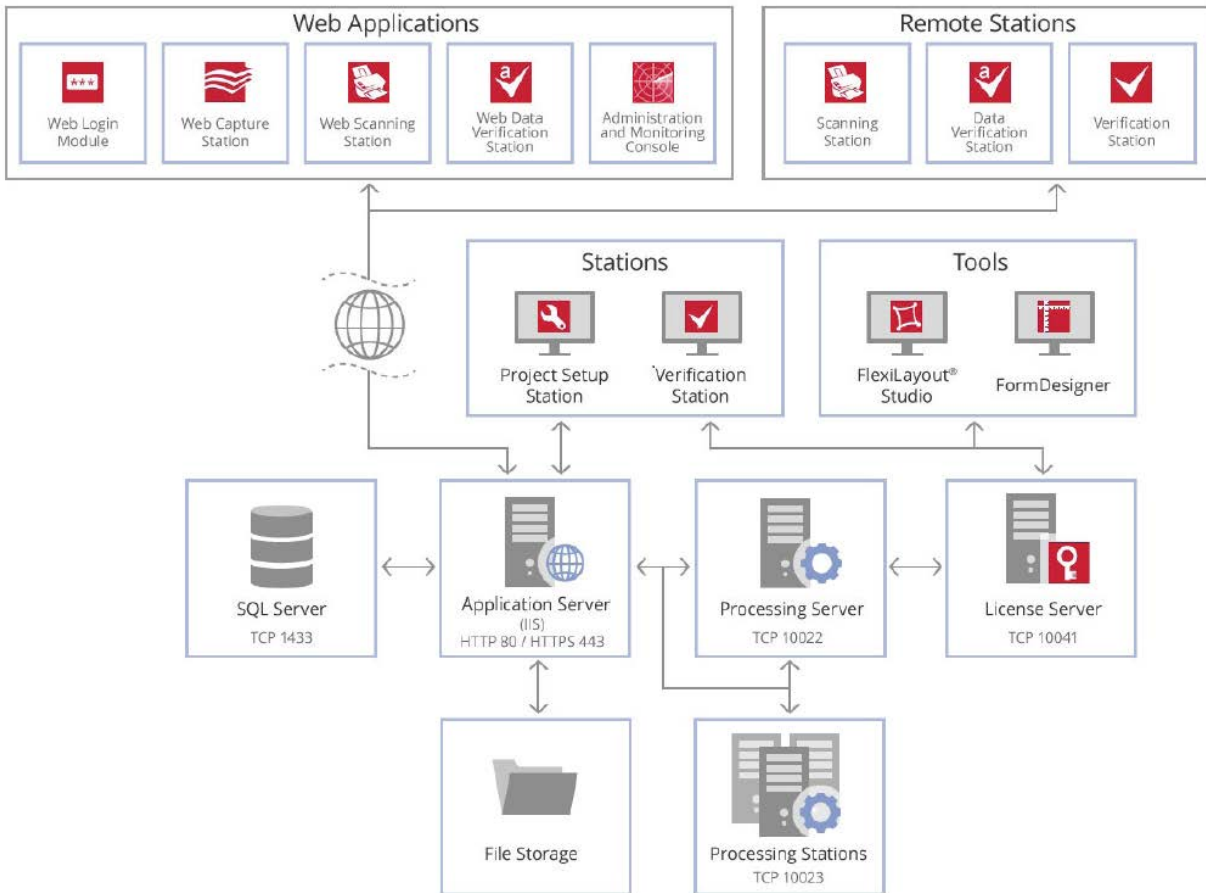 Web Applications
Web Login
Module
Web Capture
Station
Web Scanning
Station
a
Web Data
Verification
Station
Administration
and Monitoring
Console
Remote Stations
Scanning
Station
a
Data
Verification
Station
Verification
Station
Stations
Project Setup
Station
Verification
Station
Tools
FlexiLayout®
Studio
FormDesigner
SQL Server
TCP 1433
Application Server
(IIS)
HTTP 80 / HTTPS 443
Processing Server
TCP 10022
License Server
TCP 10041
File Storage
Processing Stations
TCP 10023